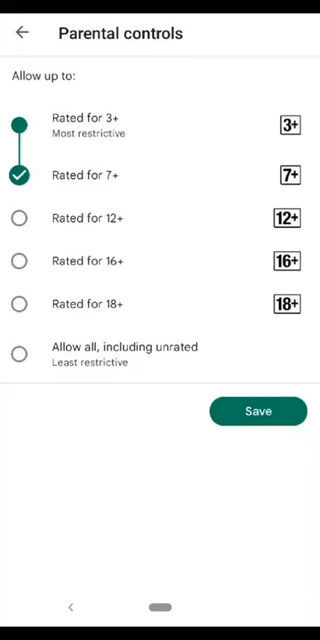 Parental controls
Allow up to:
Rated for 3+
3+
Most restrictive
Rated for 7+
7+
Rated for 12+
12+
Rated for 16+
16+
Rated for 18+
18+
Allow all, including unrated
Least restrictive
Save